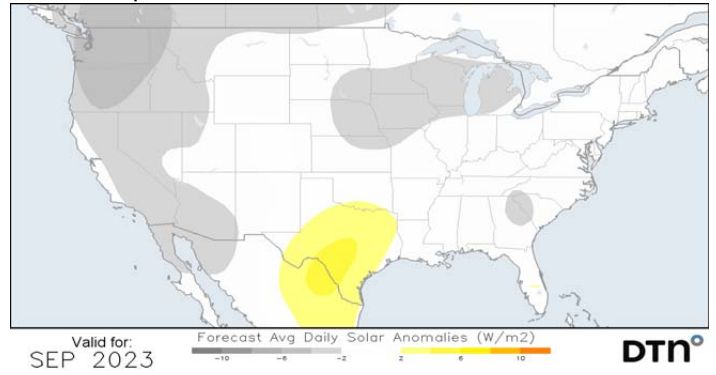 Valid for:
SEP 2023
Forecast Avg Daily Solar Anomalies (W/m2)
-10 -6 -2 2 6 10
DTN